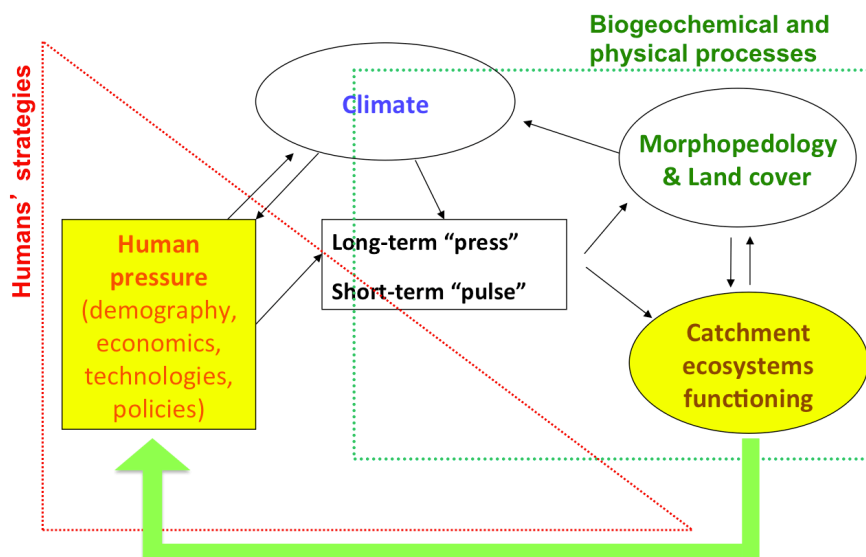 Biogeochemical and
physical processes
Humans’ strategies
Climate
Morphopedology
& Land cover
Human
pressure
(demography,
economics,
technologies,
policies)
Long-term “press”
Short-term “pulse”
Catchment
ecosystems
functioning